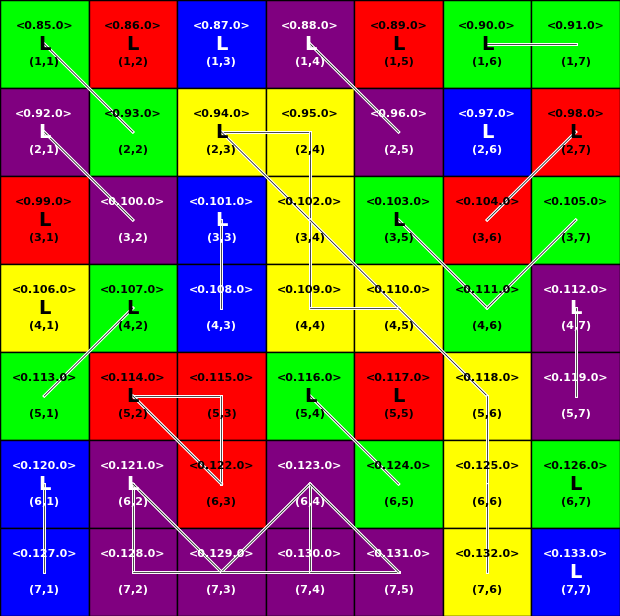 <0.85.0> <0.86.0> <0.87.0> <0.88.0> <0.89.0> <0.90.0> <0.91.0>
L L L L L L
(1,1) (1,2) (1,3) (1,4) (1,5) (1,6) (1,7)
<0.92.0> <0.93.0> <0.94.0> <0.95.0> <0.96.0> <0.97.0> <0.98.0>
L L L L
(2,1) (2,2) (2,3) (2,4) (2,5) (2,6) (2,7)
<0.99.0> <0.100.0> <0.101.0> <0.102.0> <0.103.0> <0.104.0> <0.105.0>
L L L
(3,1) (3,2) (3,3) (3,4) (3,5) (3,6) (3,7)
<0.106.0> <0.107.0> <0.108.0> <0.109.0> <0.110.0> <0.111.0> <0.112.0>
L L L
(4,1) (4,2) (4,3) (4,4) (4,5) (4,6) (4,7)
<0.113.0> <0.114.0> <0.115.0> <0.116.0> <0.117.0> <0.118.0> <0.119.0>
L L L
(5,1) (5,2) (5,3) (5,4) (5,5) (5,6) (5,7)
<0.120.0> <0.121.0> <0.122.0> <0.123.0> <0.124.0> <0.125.0> <0.126.0>
L L L
(6,1) (6,2) (6,3) (6,4) (6,5) (6,6) (6,7)
<0.127.0> <0.128.0> <0.129.0> <0.130.0> <0.131.0> <0.132.0> <0.133.0>
L
(7,1) (7,2) (7,3) (7,4) (7,5) (7,6) (7,7)